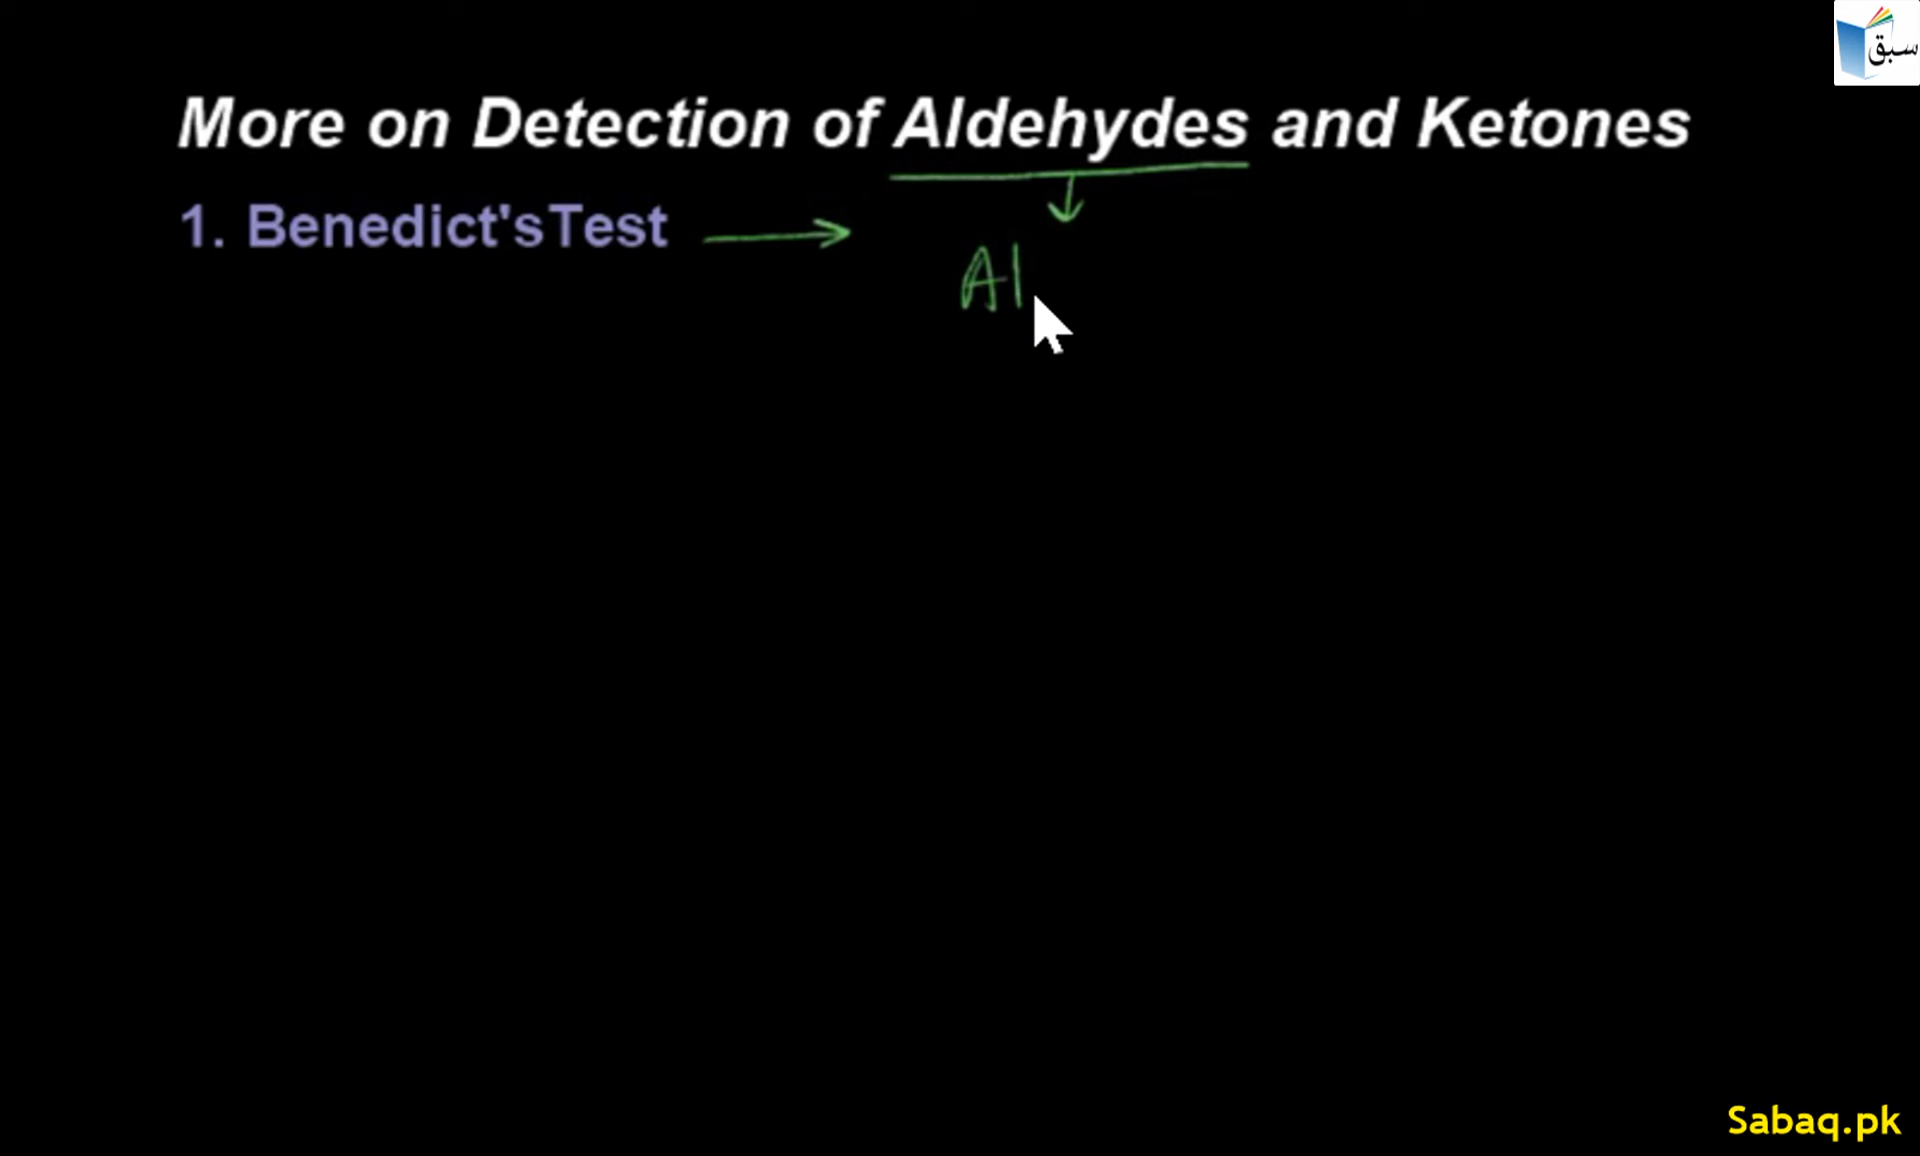 سبق
More on Detection of Aldehydes and Ketones
1. Benedict'sTest
Al
Sabaq.pk